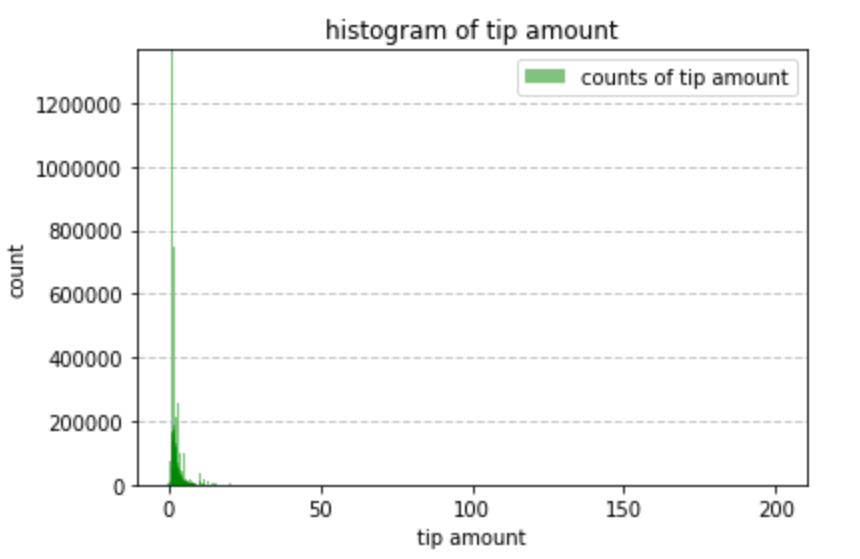 histogram of tip amount
counts of tip amount
1200000
1000000
800000
600000
400000
200000
0
count
0 50 100 150 200
tip amount